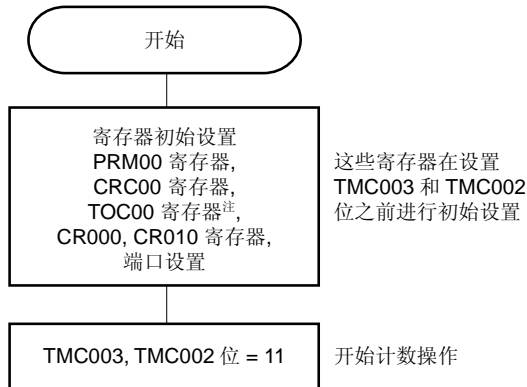 开始
寄存器初始设置
PRM00 寄存器,
CRC00 寄存器,
TOC00 寄存器注,
CR000, CR010 寄存器,
端口设置
这些寄存器在设置
TMC003 和 TMC002
位之前进行初始设置
TMC003, TMC002 位 = 11
开始计数操作